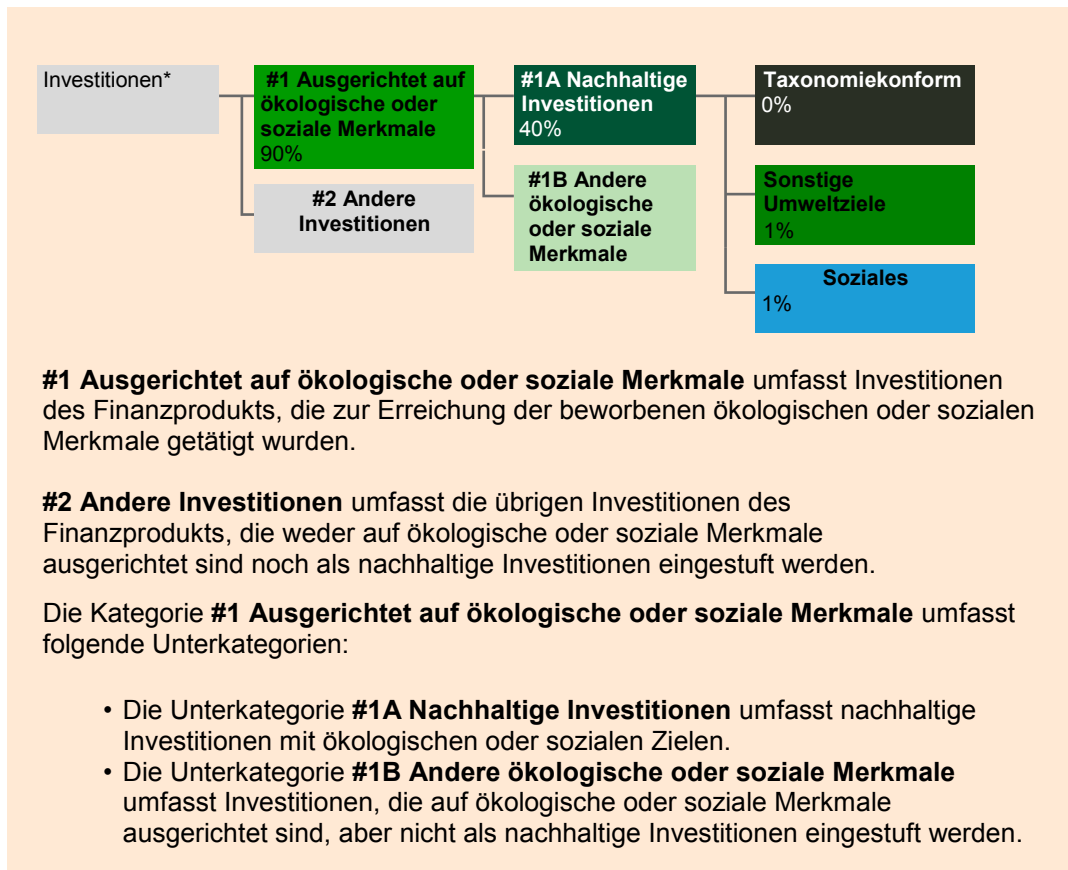 Investitionen*
#1 Ausgerichtet auf
ökologische oder
soziale Merkmale
90%
#2 Andere
Investitionen
#1A Nachhaltige
Investitionen
40%
#1B Andere
ökologische
oder soziale
Merkmale
Taxonomiekonform
0%
Sonstige
Umweltziele
1%
Soziales
1%
#1 Ausgerichtet auf ökologische oder soziale Merkmale umfasst Investitionen
des Finanzprodukts, die zur Erreichung der beworbenen ökologischen oder sozialen
Merkmale getätigt wurden.
#2 Andere Investitionen umfasst die übrigen Investitionen des
Finanzprodukts, die weder auf ökologische oder soziale Merkmale
ausgerichtet sind noch als nachhaltige Investitionen eingestuft werden.
Die Kategorie #1 Ausgerichtet auf ökologische oder soziale Merkmale umfasst
folgende Unterkategorien:
• Die Unterkategorie #1A Nachhaltige Investitionen umfasst nachhaltige
Investitionen mit ökologischen oder sozialen Zielen.
• Die Unterkategorie #1B Andere ökologische oder soziale Merkmale
umfasst Investitionen, die auf ökologische oder soziale Merkmale
ausgerichtet sind, aber nicht als nachhaltige Investitionen eingestuft werden.